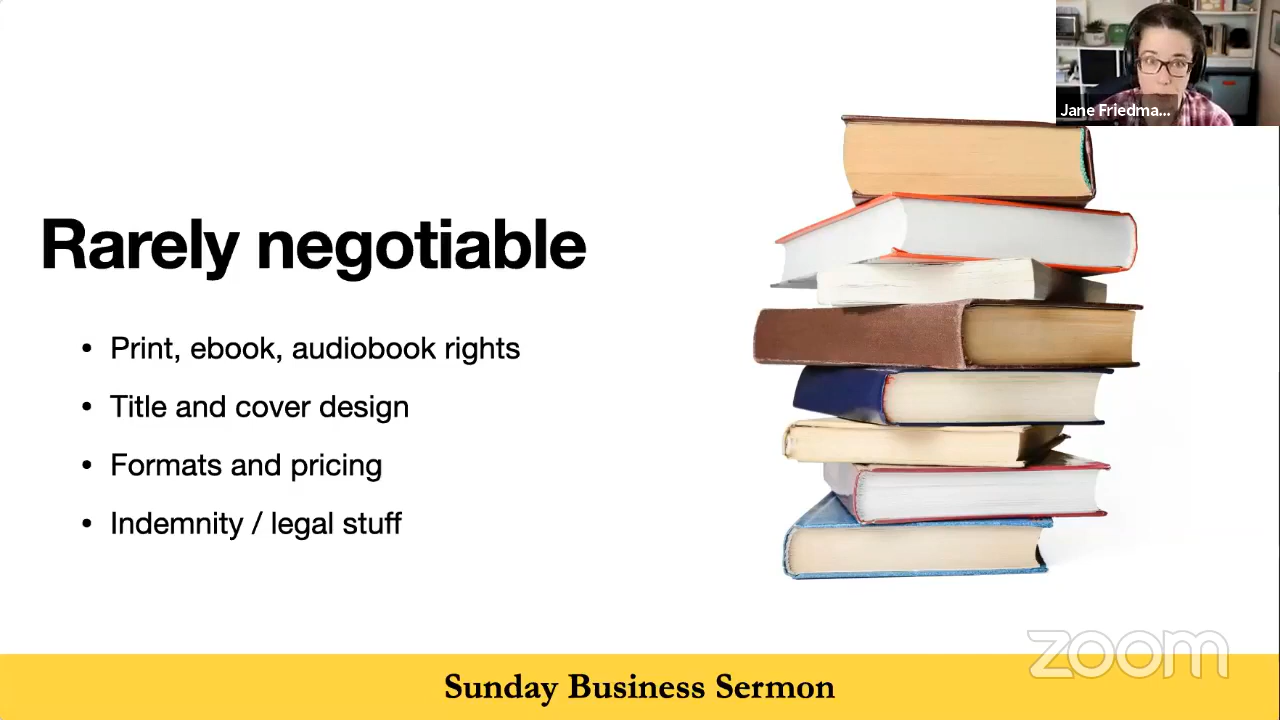 Jane Friedma...
Rarely negotiable
• Print, ebook, audiobook rights
• Title and cover design
• Formats and pricing
• Indemnity / legal stuff
zoom
Sunday Business Sermon